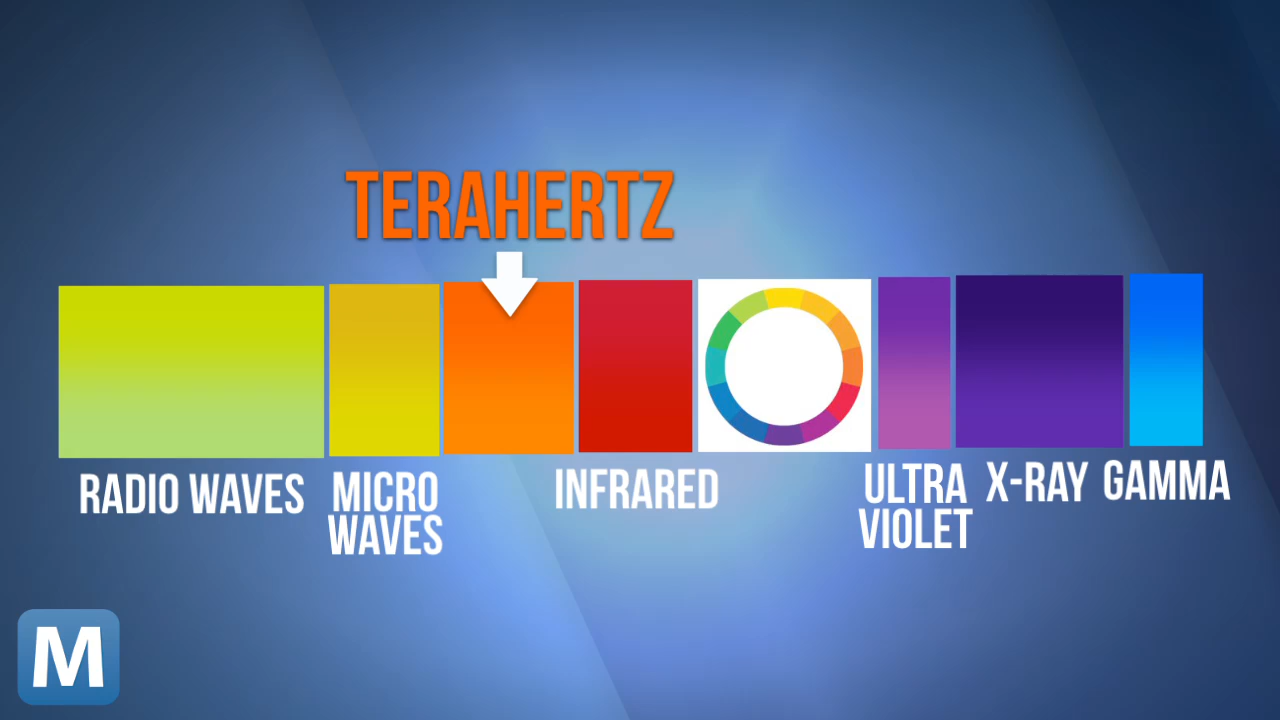 TERAHERTZ
RADIO WAVES
MICRO
WAVES
INFRARED
ULTRA
VIOLET
X-RAY
GAMMA
M